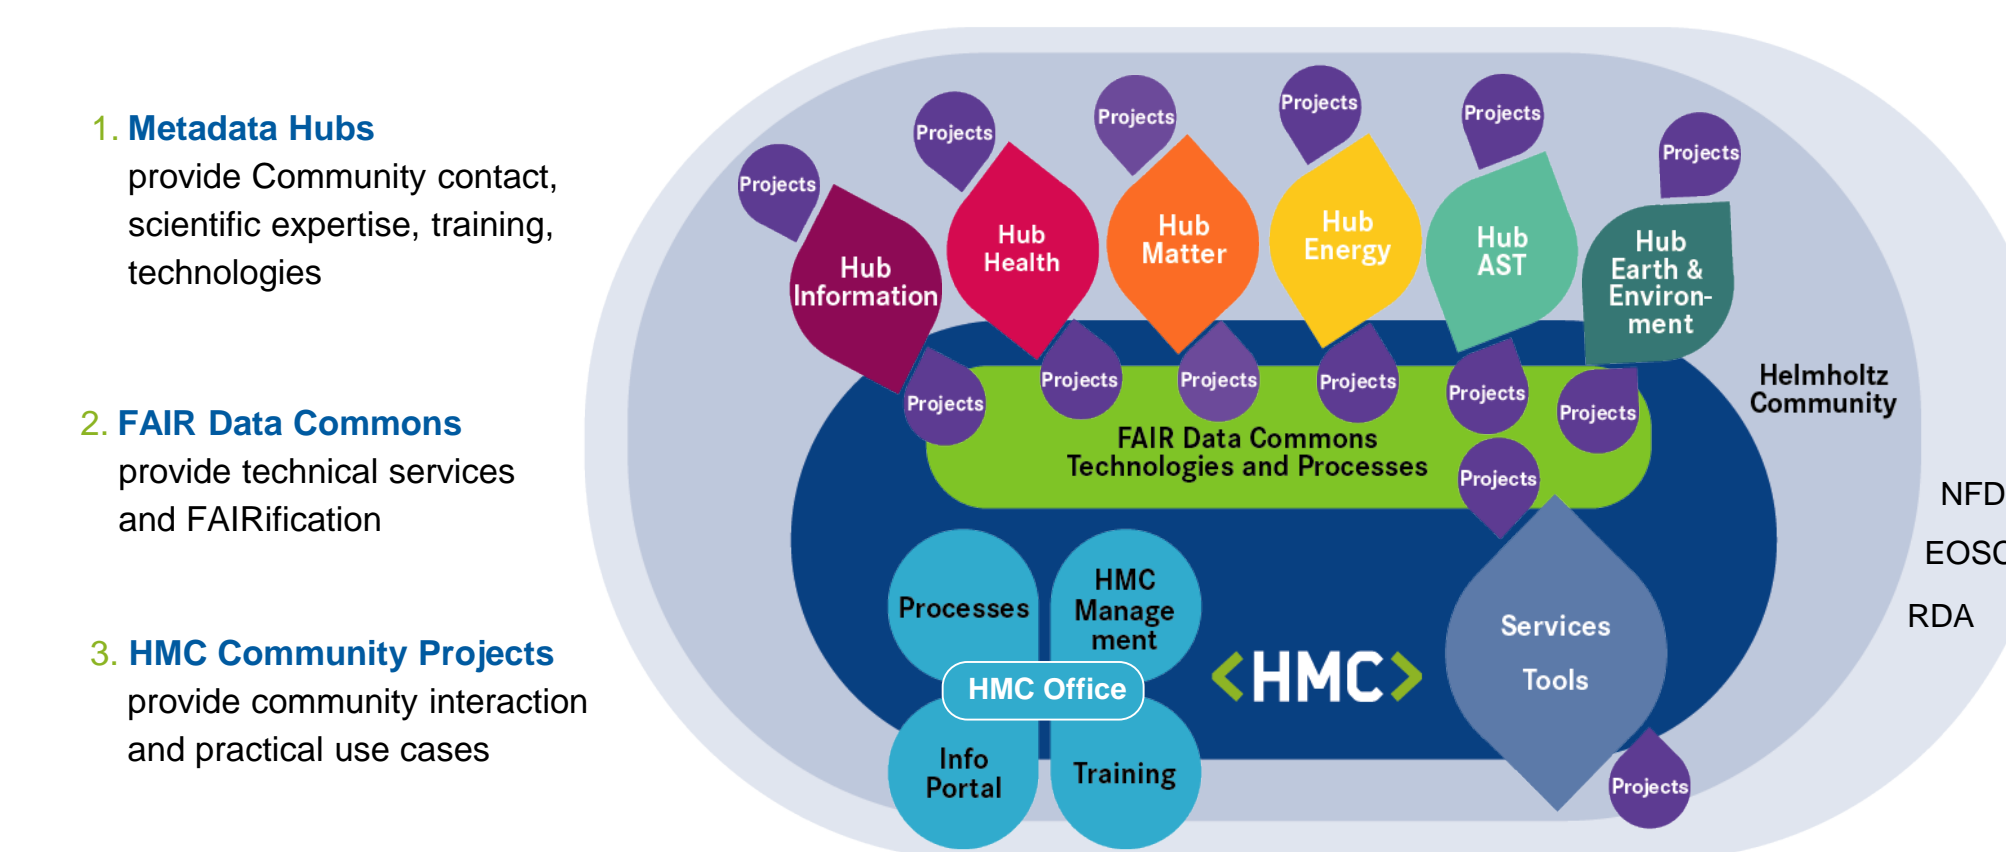 1. Metadata Hubs
provide Community contact,
scientific expertise, training,
technologies
2. FAIR Data Commons
provide technical services
and FAIRification
3. HMC Community Projects
provide community interaction
and practical use cases
Projects
Projects
Projects
Projects
Projects
Projects
Hub
Information
Hub
Health
Hub
Matter
Hub
Energy
Hub
AST
Hub
Earth &
Environ-
ment
Projects
Projects
Projects
Projects
Projects
Projects
Helmholtz
Community
FAIR Data Commons
Technologies and Processes
Projects
NFD
EOSC
RDA
Processes
HMC
Manage
ment
HMC Office
Info
Portal
Training
<HMC>
Services
Tools
Projects